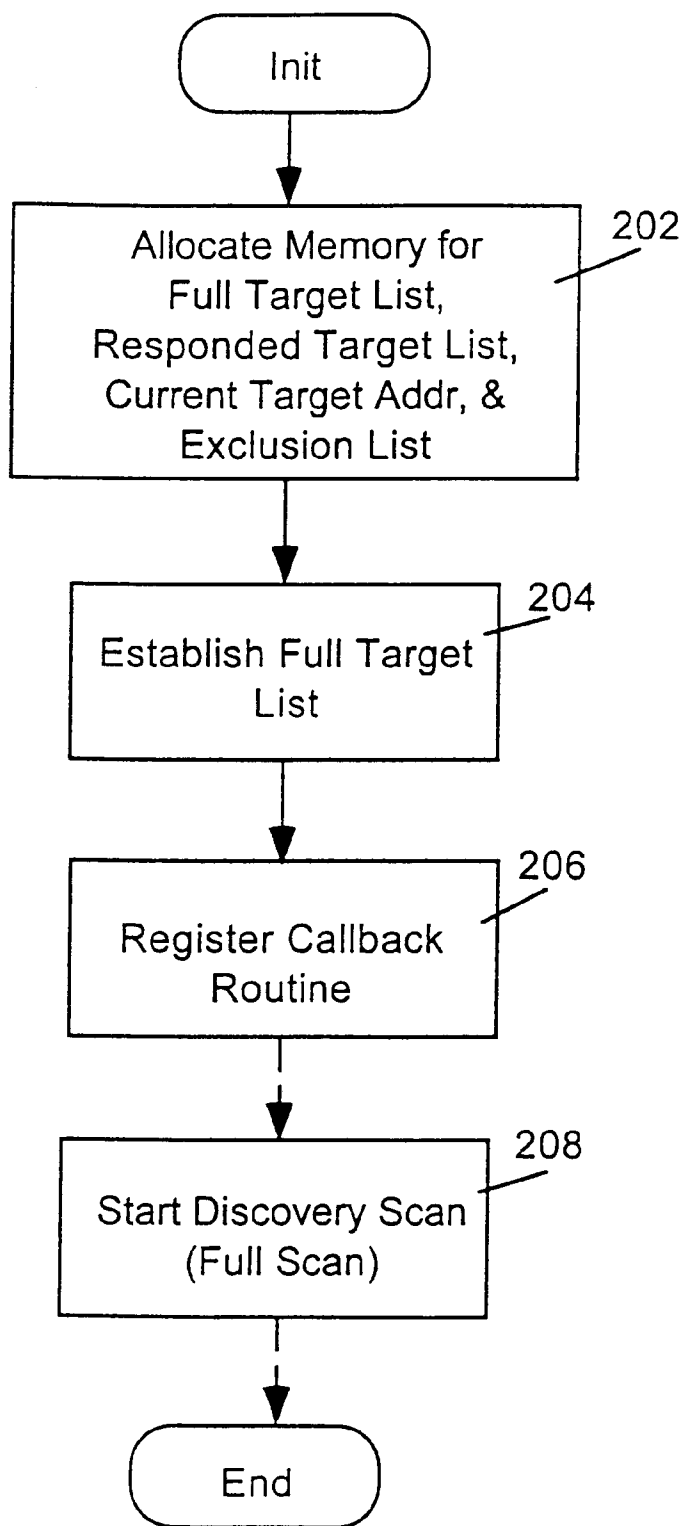 Init
202
Allocate Memory for
Full Target List,
Responded Target List,
Current Target Addr, &
Exclusion List
204
Establish Full Target
List
206
Register Callback
Routine
208
Start Discovery Scan
(Full Scan)
End